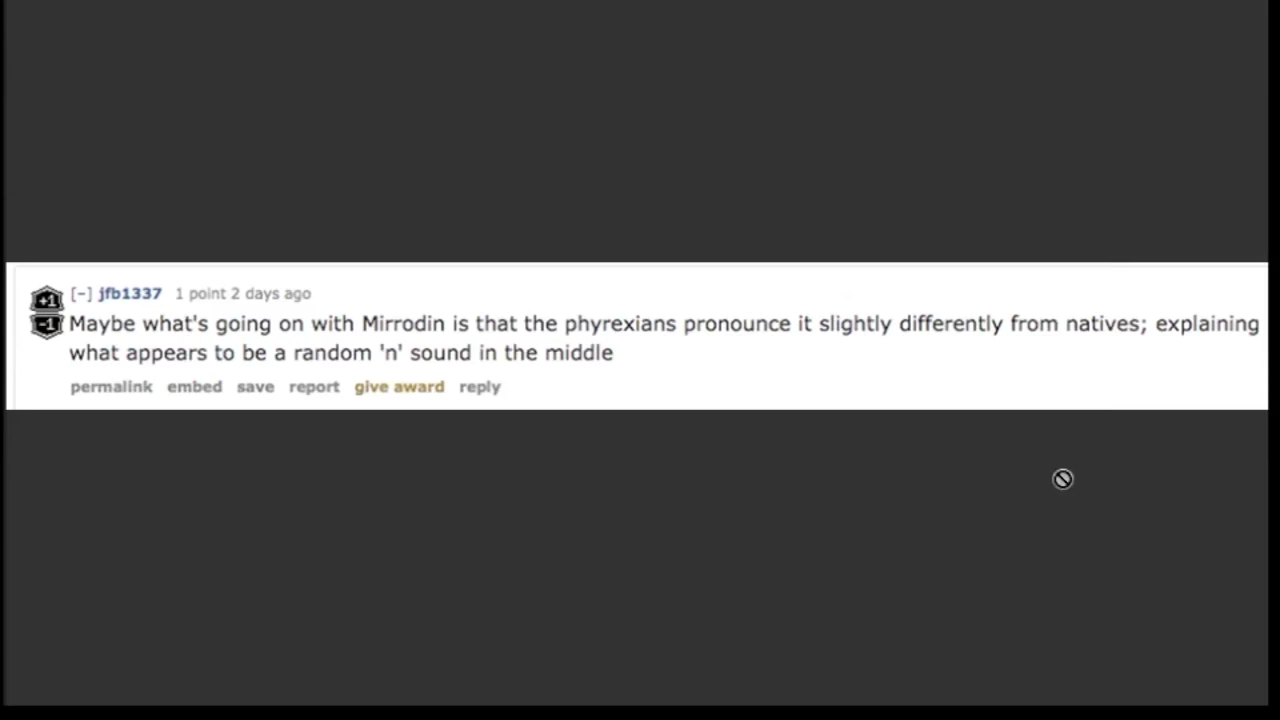 +1 [–] jfb1337 1 point 2 days ago
-1 Maybe what's going on with Mirrodin is that the phyrexians pronounce it slightly differently from natives; explaining
what appears to be a random 'n' sound in the middle
permalink embed save report give award reply